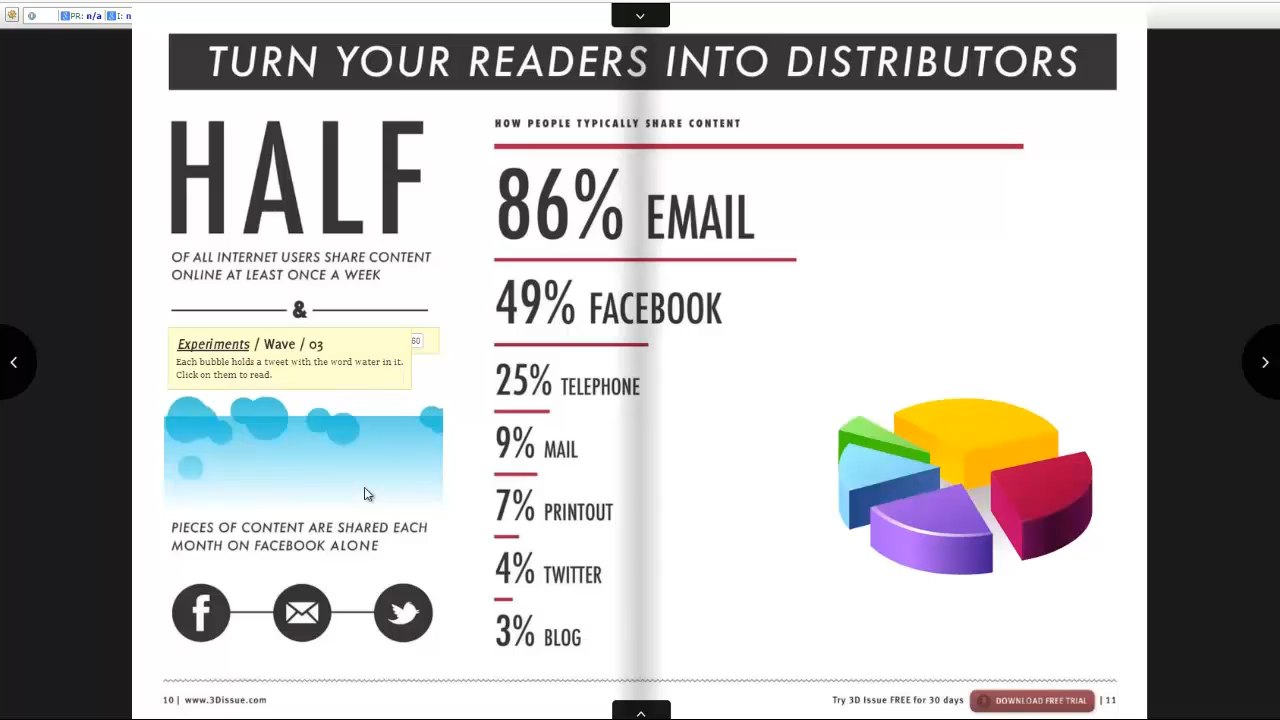 PR: n/a
I: n
TURN YOUR READERS INTO DISTRIBUTORS
HALF
OF ALL INTERNET USERS SHARE CONTENT
ONLINE AT LEAST ONCE A WEEK
&
Experiments / Wave / 03
60
Each bubble holds a tweet with the word water in it.
Click on them to read.
PIECES OF CONTENT ARE SHARED EACH
MONTH ON FACEBOOK ALONE
HOW PEOPLE TYPICALLY SHARE CONTENT
86% EMAIL
49% FACEBOOK
25% TELEPHONE
9% MAIL
7% PRINTOUT
4% TWITTER
3% BLOG
10 | www.3Dissue.com
Try 3D Issue FREE for 30 days DOWNLOAD FREE TRIAL | 11